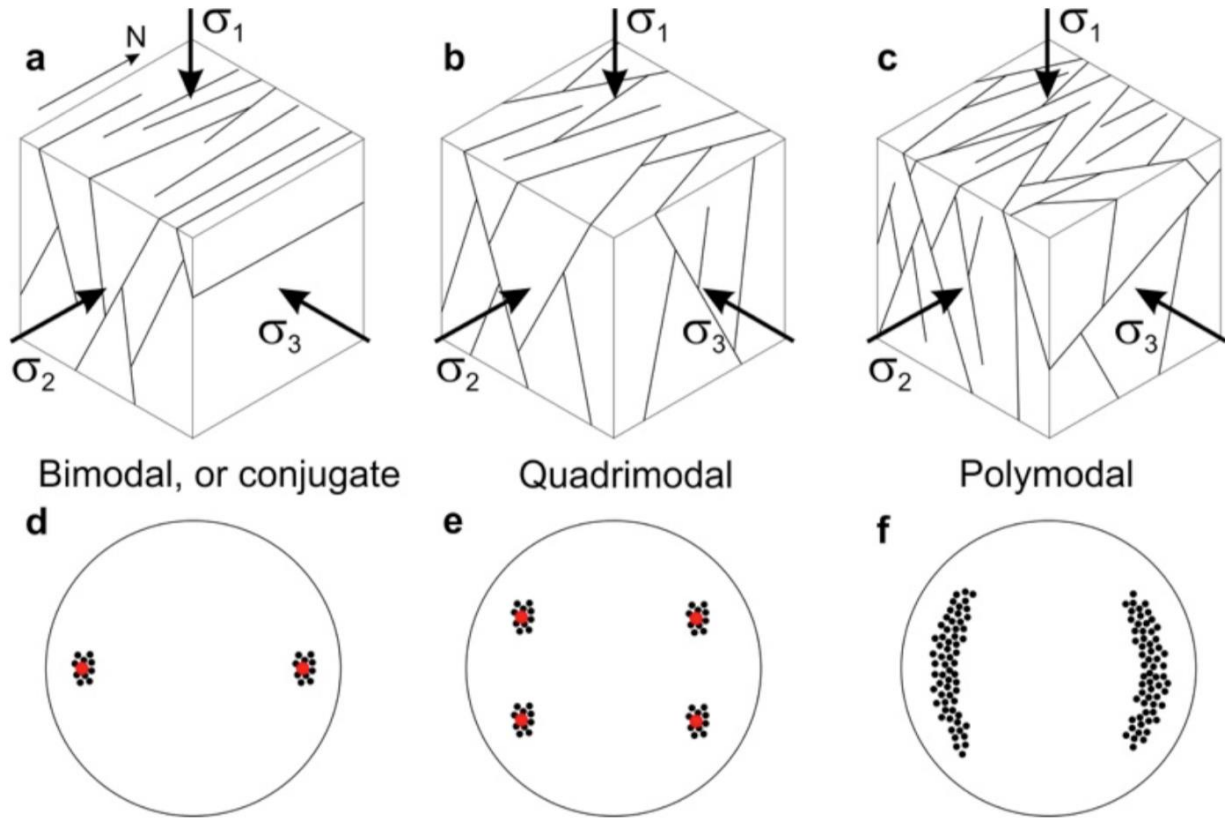 a
N
σ1
σ2
σ3
b
σ1
σ2
σ3
c
σ1
σ2
σ3
Bimodal, or conjugate
Quadrimodal
Polymodal
d
e
f